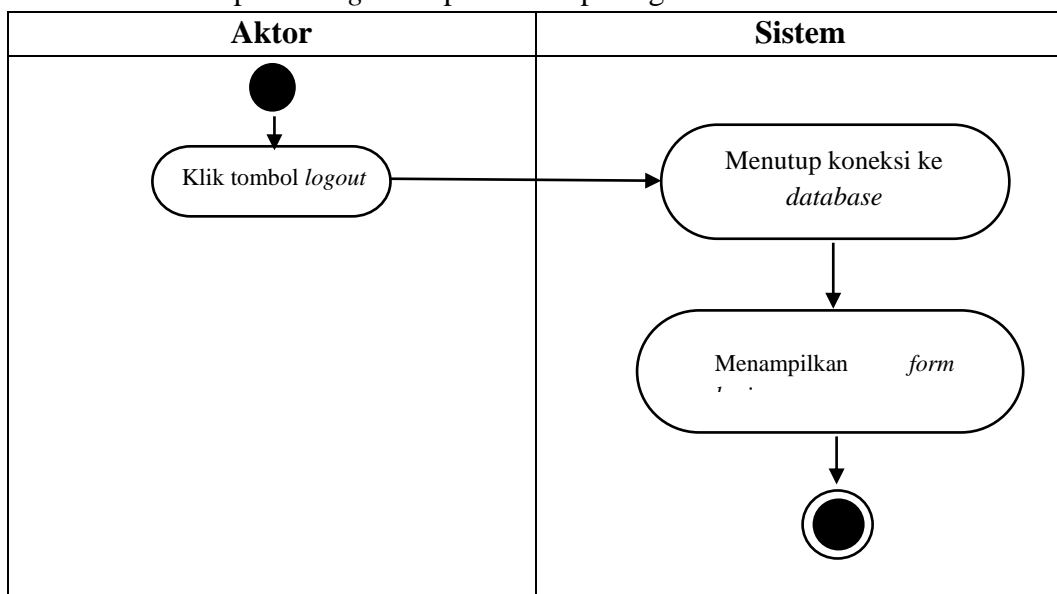 Aktor
Sistem
Klik tombol logout
Menutup koneksi ke
database
Menampilkan form